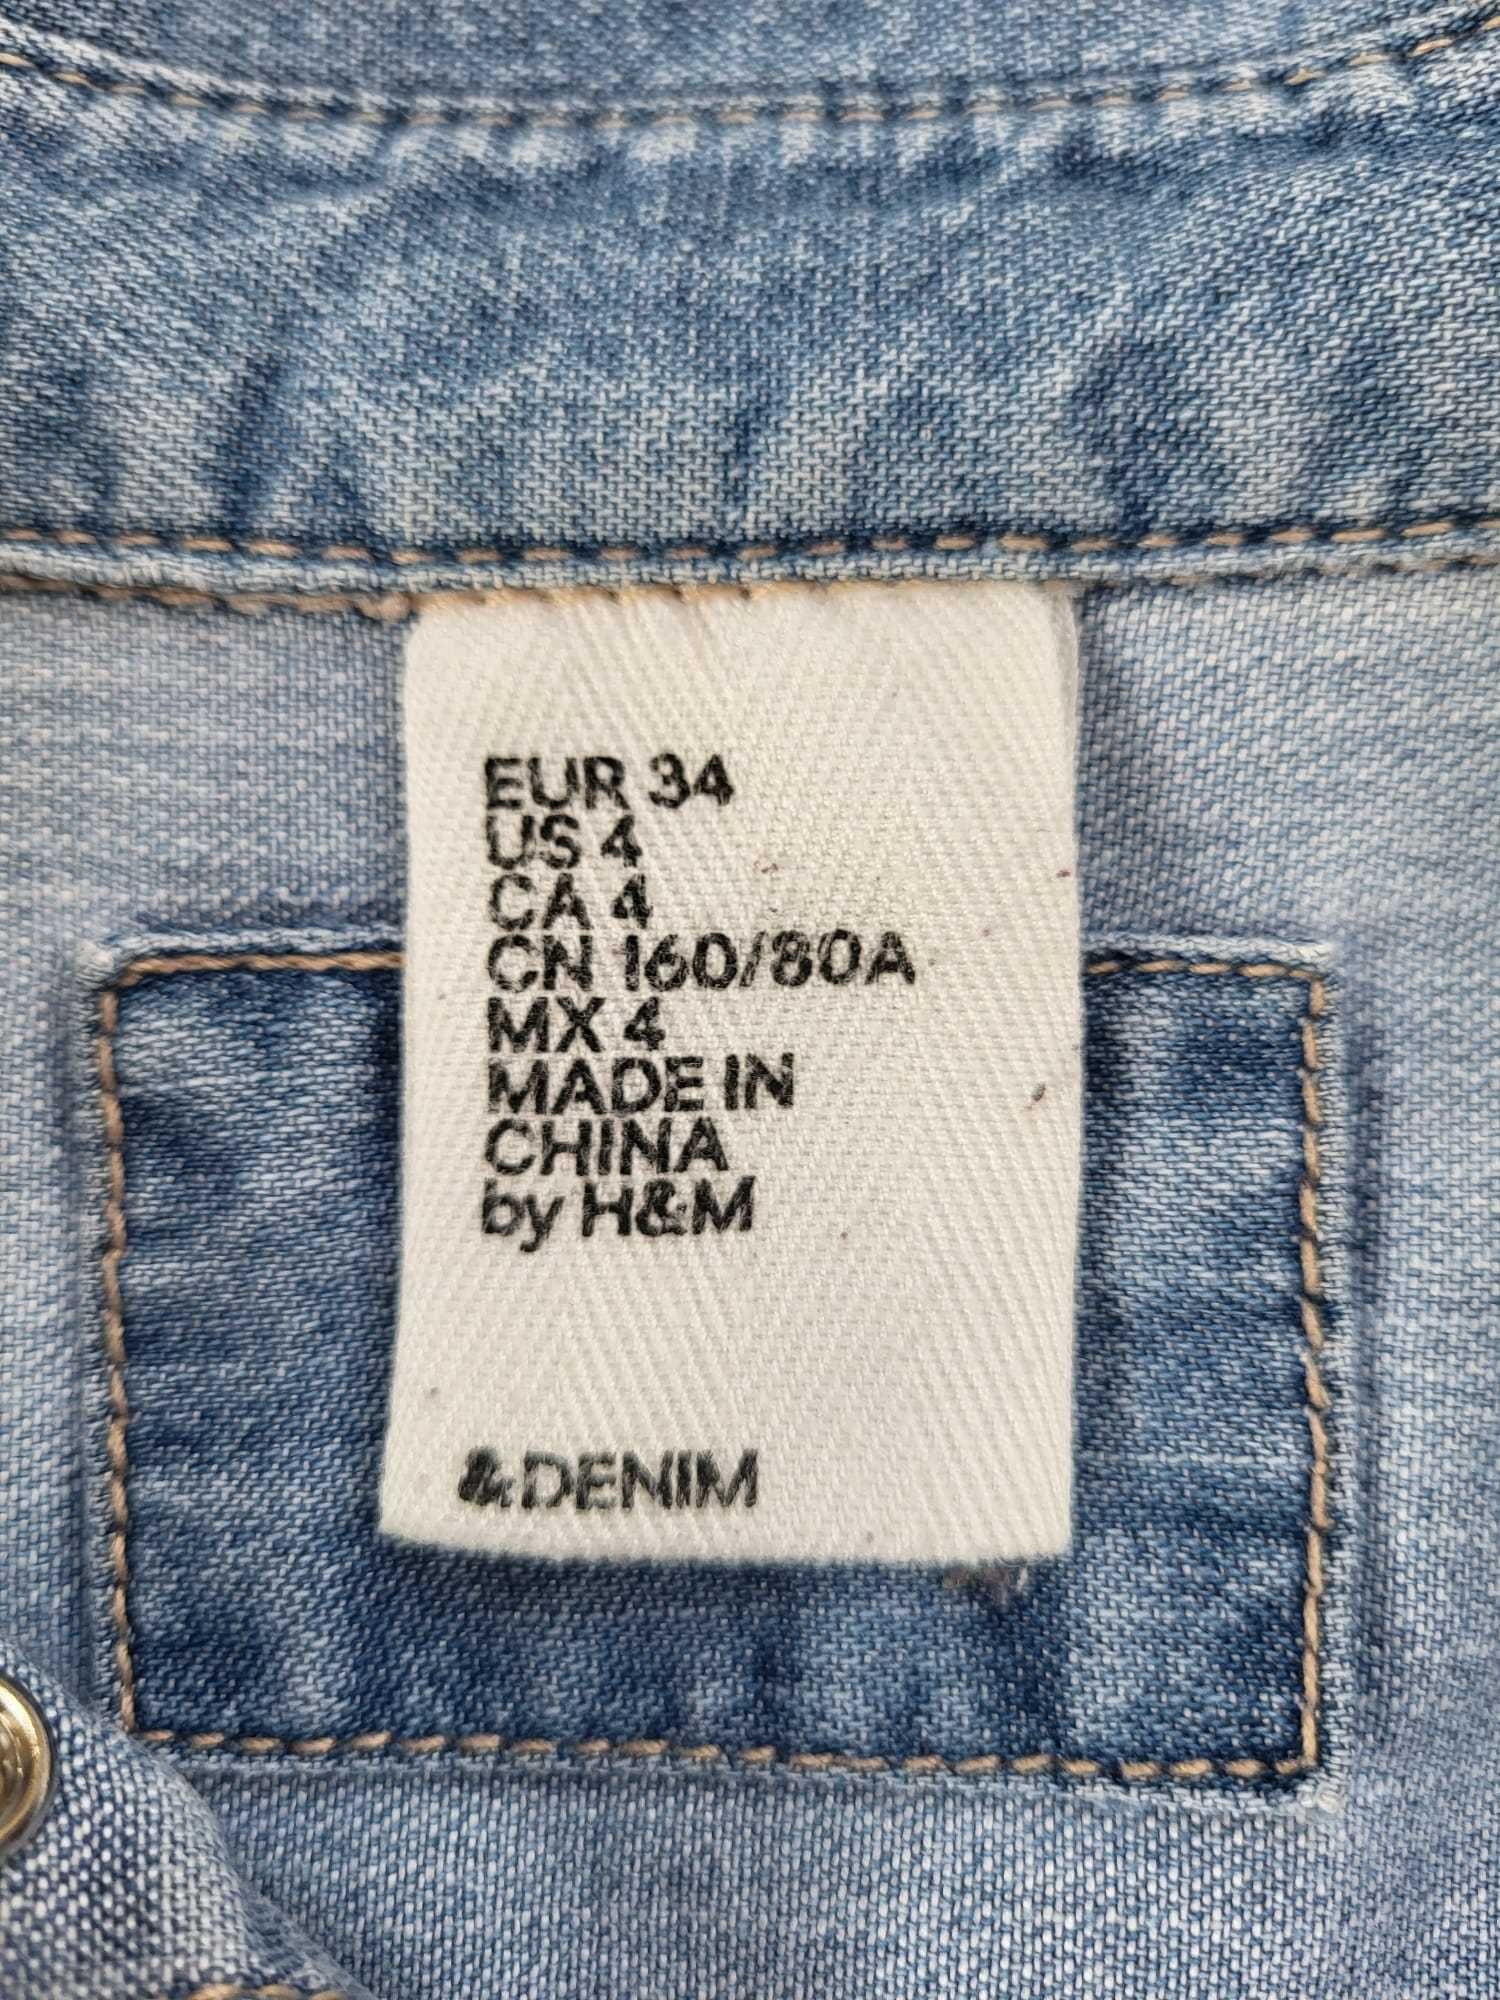 EUR 34
US 4
CA 4
CN 160/80A
MX 4
MADE IN
CHINA
by H&M
&DENIM